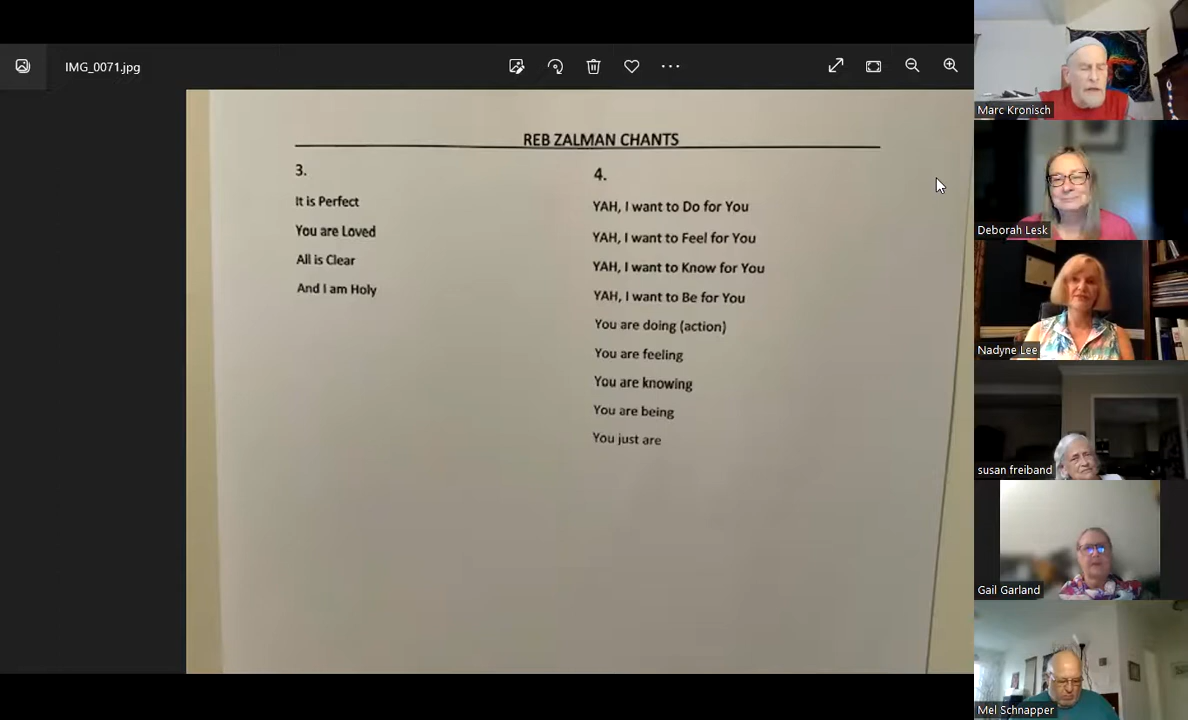 IMG_0071.jpg
REB ZALMAN CHANTS
3.
It is Perfect
You are Loved
All is Clear
And I am Holy
4.
YAH, I want to Do for You
YAH, I want to Feel for You
YAH, I want to Know for You
YAH, I want to Be for You
You are doing (action)
You are feeling
You are knowing
You are being
You just are
Marc Kronisch
Deborah Lesk
Nadyne Lee
susan freiband
Gail Garland
Mel Schnapper